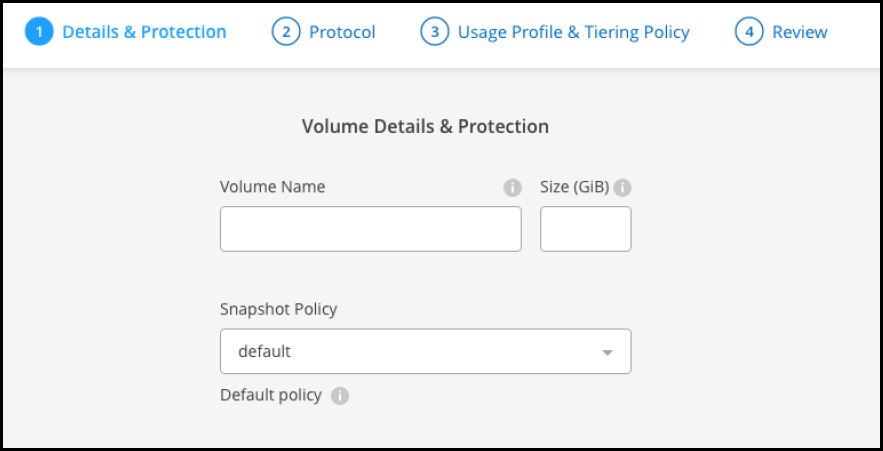 1 Details & Protection 2 Protocol 3 Usage Profile & Tiering Policy 4 Review
Volume Details & Protection
Volume Name i Size (GiB) i
Snapshot Policy
default
Default policy i